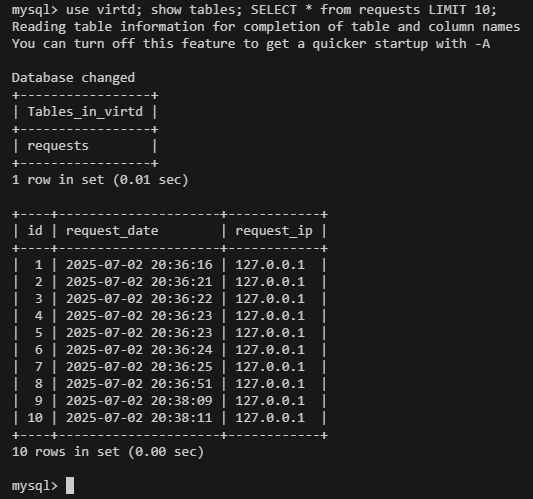 mysql> use virtd; show tables; SELECT * from requests LIMIT 10;
Reading table information for completion of table and column names
You can turn off this feature to get a quicker startup with -A

Database changed
+-----------------+
| Tables_in_virtd |
+-----------------+
| requests        |
+-----------------+
1 row in set (0.01 sec)

+----+---------------------+------------+
| id | request_date        | request_ip |
+----+---------------------+------------+
|  1 | 2025-07-02 20:36:16 | 127.0.0.1  |
|  2 | 2025-07-02 20:36:21 | 127.0.0.1  |
|  3 | 2025-07-02 20:36:22 | 127.0.0.1  |
|  4 | 2025-07-02 20:36:23 | 127.0.0.1  |
|  5 | 2025-07-02 20:36:23 | 127.0.0.1  |
|  6 | 2025-07-02 20:36:24 | 127.0.0.1  |
|  7 | 2025-07-02 20:36:25 | 127.0.0.1  |
|  8 | 2025-07-02 20:36:51 | 127.0.0.1  |
|  9 | 2025-07-02 20:38:09 | 127.0.0.1  |
| 10 | 2025-07-02 20:38:11 | 127.0.0.1  |
+----+---------------------+------------+
10 rows in set (0.00 sec)

mysql>